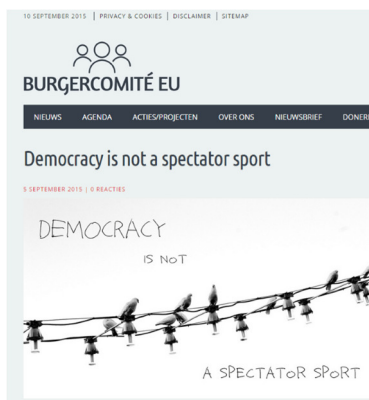 10 SEPTEMBER 2015 | PRIVACY & COOKIES | DISCLAIMER | SITEMAP
BURGERCOMITÉ EU
NIEUWS AGENDA ACTIES/PROJECTEN OVER ONS NIEUWSBRIEF DONER
Democracy is not a spectator sport
5 SEPTEMBER 2015 | 0 REACTIES
DEMOCRACY
IS NOT
A SPECTATOR SPORT